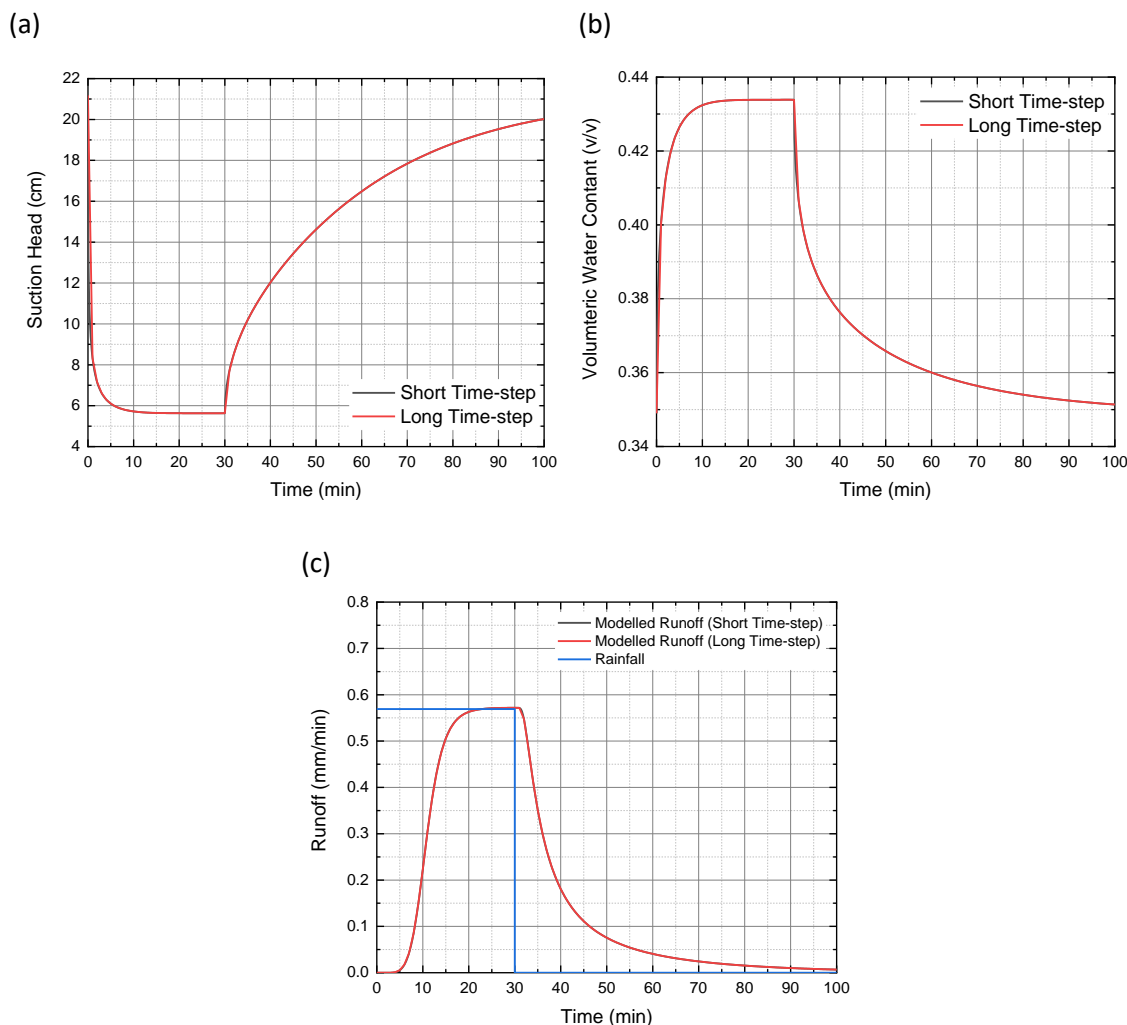 (a)
22
20
18
16
14
12
10
8
6
4
Suction Head (cm)
Short Time-step
Long Time-step
0 10 20 30 40 50 60 70 80 90 100
Time (min)
(b)
0.44
0.42
0.40
0.38
0.36
0.34
Volumteric Water Contant (v/v)
Short Time-step
Long Time-step
0 10 20 30 40 50 60 70 80 90 100
Time (min)
(c)
0.8
0.7
0.6
0.5
0.4
0.3
0.2
0.1
0.0
Runoff (mm/min)
Modelled Runoff (Short Time-step)
Modelled Runoff (Long Time-step)
Rainfall
0 10 20 30 40 50 60 70 80 90 100
Time (min)